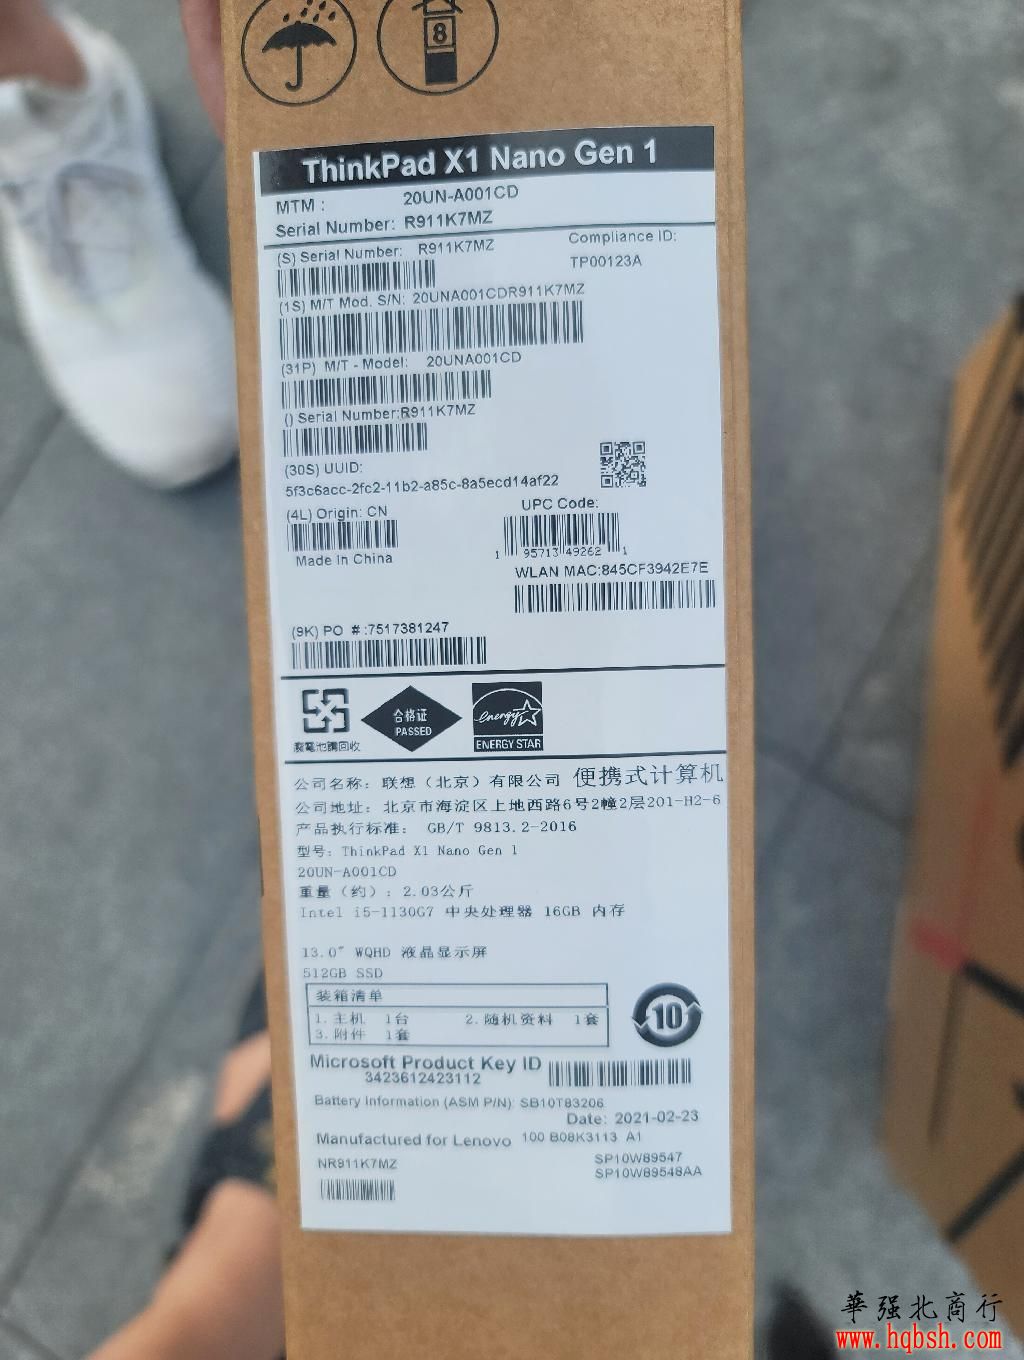 8
ThinkPad X1 Nano Gen 1
MTM : 20UN-A001CD
Serial Number: R911K7MZ
(S) Serial Number: R911K7MZ
Compliance ID:
TP00123A
(1S) M/T Mod. S/N: 20UNA001CDR911K7MZ
(31P) M/T - Model: 20UNA001CD
() Serial Number:R911K7MZ
(30S) UUID:
5f3c6acc-2fc2-11b2-a85c-8a5ecd14af22
(4L) Origin: CN
Made In China
UPC Code:
1 95713 49262 1
WLAN MAC:845CF3942E7E
(9K) PO #:7517381247
廢電池請回收
合格证
PASSED
energy
ENERGY STAR
公司名称: 联想（北京）有限公司 便携式计算机
公司地址: 北京市海淀区上地西路6号2幢2层201-H2-6
产品执行标准: GB/T 9813.2-2016
型号: ThinkPad X1 Nano Gen 1
20UN-A001CD
重量（约）: 2.03公斤
Intel i5-1130G7 中央处理器 16GB 内存
13.0" WQHD 液晶显示屏
512GB SSD
装箱清单
1. 主机 1台 2. 随机资料 1套
3. 附件 1套
10
Microsoft Product Key ID
3423612423112
Battery Information (ASM P/N): SB10T83206
Date: 2021-02-23
Manufactured for Lenovo 100 B08K3113 A1
NR911K7MZ
SP10W89547
SP10W89548AA
華强北商行
www.hqbsh.com